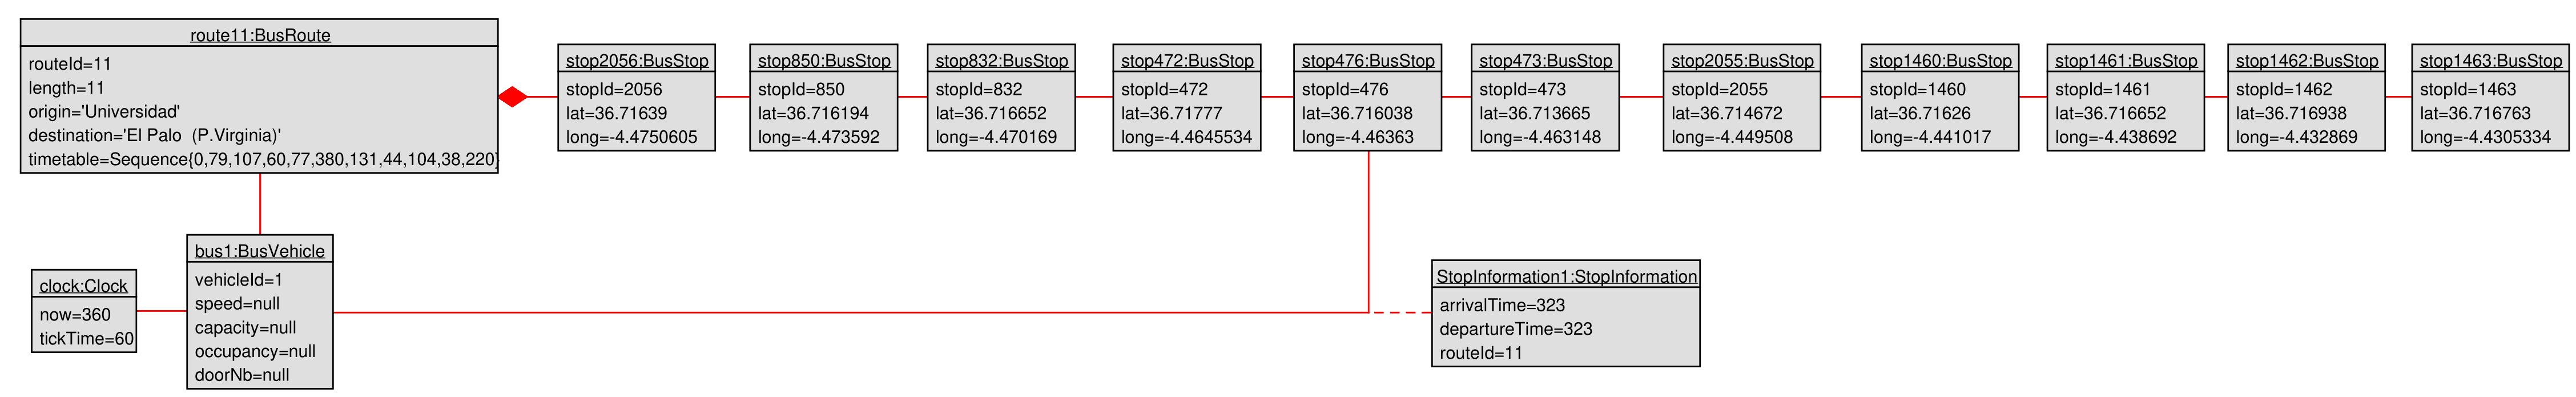 route11:BusRoute
routeId=11
length=11
origin='Universidad'
destination='El Palo  (P.Virginia)'
timetable=Sequence{0,79,107,60,77,380,131,44,104,38,220}
stop2056:BusStop
stopId=2056
lat=36.71639
long=-4.4750605
stop850:BusStop
stopId=850
lat=36.716194
long=-4.473592
stop832:BusStop
stopId=832
lat=36.716652
long=-4.470169
stop472:BusStop
stopId=472
lat=36.71777
long=-4.4645534
stop476:BusStop
stopId=476
lat=36.716038
long=-4.46363
stop473:BusStop
stopId=473
lat=36.713665
long=-4.463148
stop2055:BusStop
stopId=2055
lat=36.714672
long=-4.449508
stop1460:BusStop
stopId=1460
lat=36.71626
long=-4.441017
stop1461:BusStop
stopId=1461
lat=36.716652
long=-4.438692
stop1462:BusStop
stopId=1462
lat=36.716938
long=-4.432869
stop1463:BusStop
stopId=1463
lat=36.716763
long=-4.4305334
clock:Clock
now=360
tickTime=60
bus1:BusVehicle
vehicleId=1
speed=null
capacity=null
occupancy=null
doorNb=null
StopInformation1:StopInformation
arrivalTime=323
departureTime=323
routeId=11